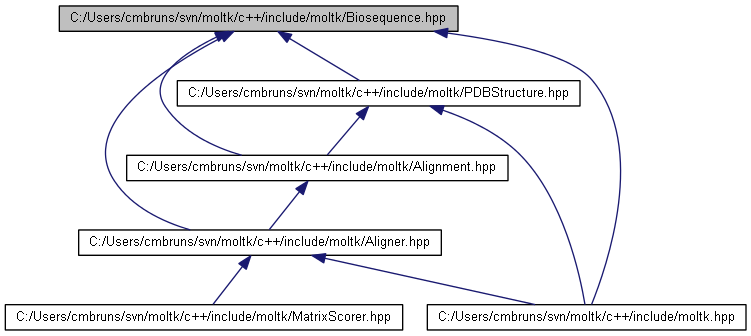 C:/Users/cmbruns/svn/moltk/c++/include/moltk/Biosequence.hpp
C:/Users/cmbruns/svn/moltk/c++/include/moltk/PDBStructure.hpp
C:/Users/cmbruns/svn/moltk/c++/include/moltk/Alignment.hpp
C:/Users/cmbruns/svn/moltk/c++/include/moltk/Aligner.hpp
C:/Users/cmbruns/svn/moltk/c++/include/moltk/MatrixScorer.hpp
C:/Users/cmbruns/svn/moltk/c++/include/moltk.hpp